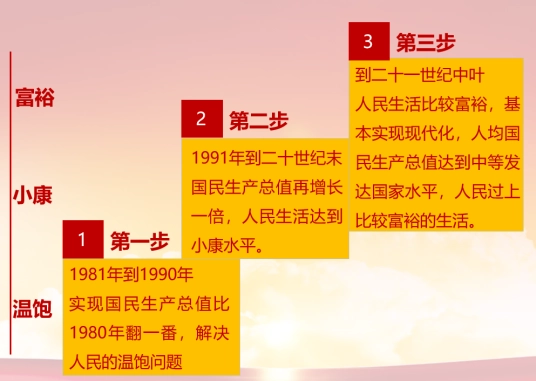 富裕
小康
温饱
1 第一步
1981年到1990年
实现国民生产总值比
1980年翻一番，解决
人民的温饱问题
2 第二步
1991年到二十世纪末
国民生产总值再增长
一倍，人民生活达到
小康水平。
3 第三步
到二十一世纪中叶
人民生活比较富裕，基
本实现现代化，人均国
民生产总值达到中等发
达国家水平，人民过上
比较富裕的生活。